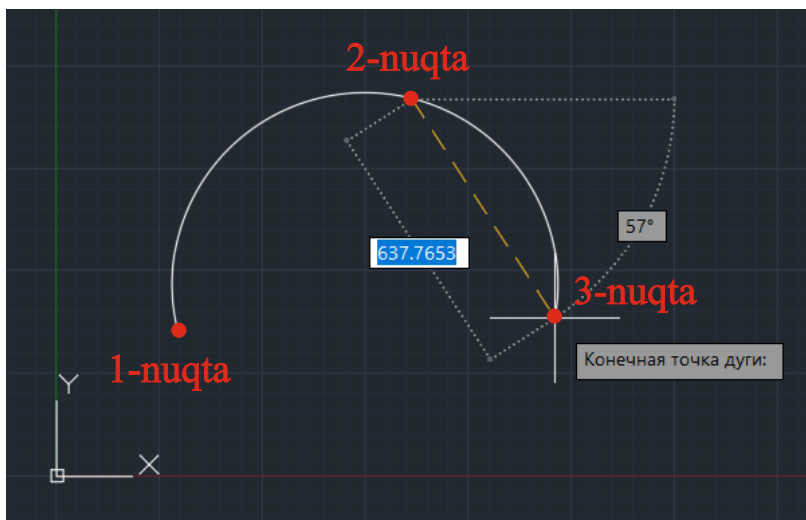 2-nuqta
57°
637.7653
3-nuqta
Конечная точка дуги:
1-nuqta
Y
X